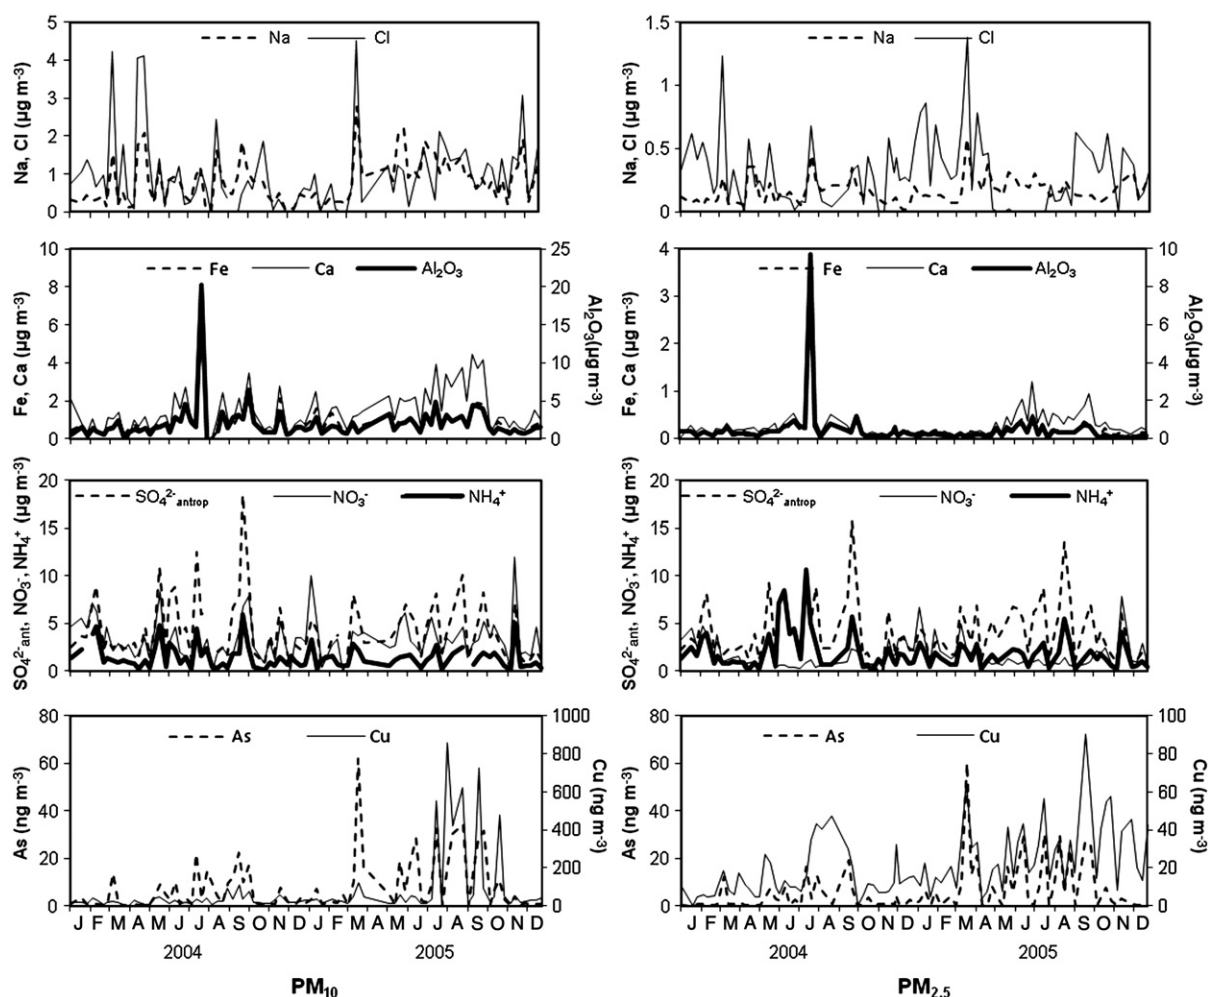 Na Cl
Na, Cl (µg m-3)
5
4
3
2
1
0
Na Cl
Na, Cl (µg m-3)
1.5
1
0.5
0
J F M A M J J A S O N D J F M A M J J A S O N D
J F M A M J J A S O N D J F M A M J J A S O N D
Fe Ca Al2O3
Fe, Ca (µg m-3)
10
8
6
4
2
0
25
20
15
10
5
0
Al2O3(µg m-3)
Fe Ca Al2O3
Fe, Ca (µg m-3)
4
3
2
1
0
10
8
6
4
2
0
Al2O3(µg m-3)
SO42-antrop NO3- NH4+
SO42-ant, NO3-, NH4+ (µg m-3)
20
15
10
5
0
SO42-antrop NO3- NH4+
SO42-ant, NO3-, NH4+ (µg m-3)
20
15
10
5
0
As Cu
As (ng m-3)
80
60
40
20
0
1000
800
600
400
200
0
Cu (ng m-3)
As Cu
As (ng m-3)
80
60
40
20
0
100
80
60
40
20
0
Cu (ng m-3)
2004 2005
2004 2005
PM10
PM2.5